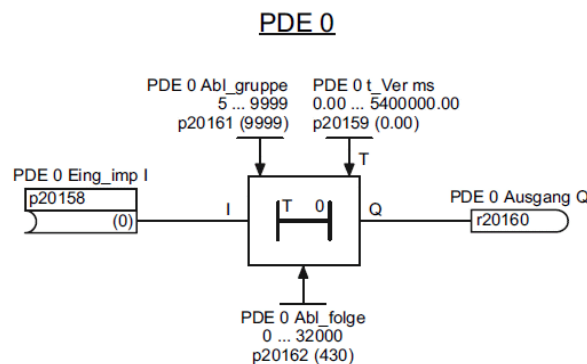 PDE 0
PDE 0 Abl_gruppe
5 ... 9999
p20161 (9999)
PDE 0 t_Ver ms
0.00 ... 5400000.00
p20159 (0.00)
T
PDE 0 Eing_imp I
p20158
(0)
I
T 0
Q
PDE 0 Ausgang Q
r20160
PDE 0 Abl_folge
0 ... 32000
p20162 (430)